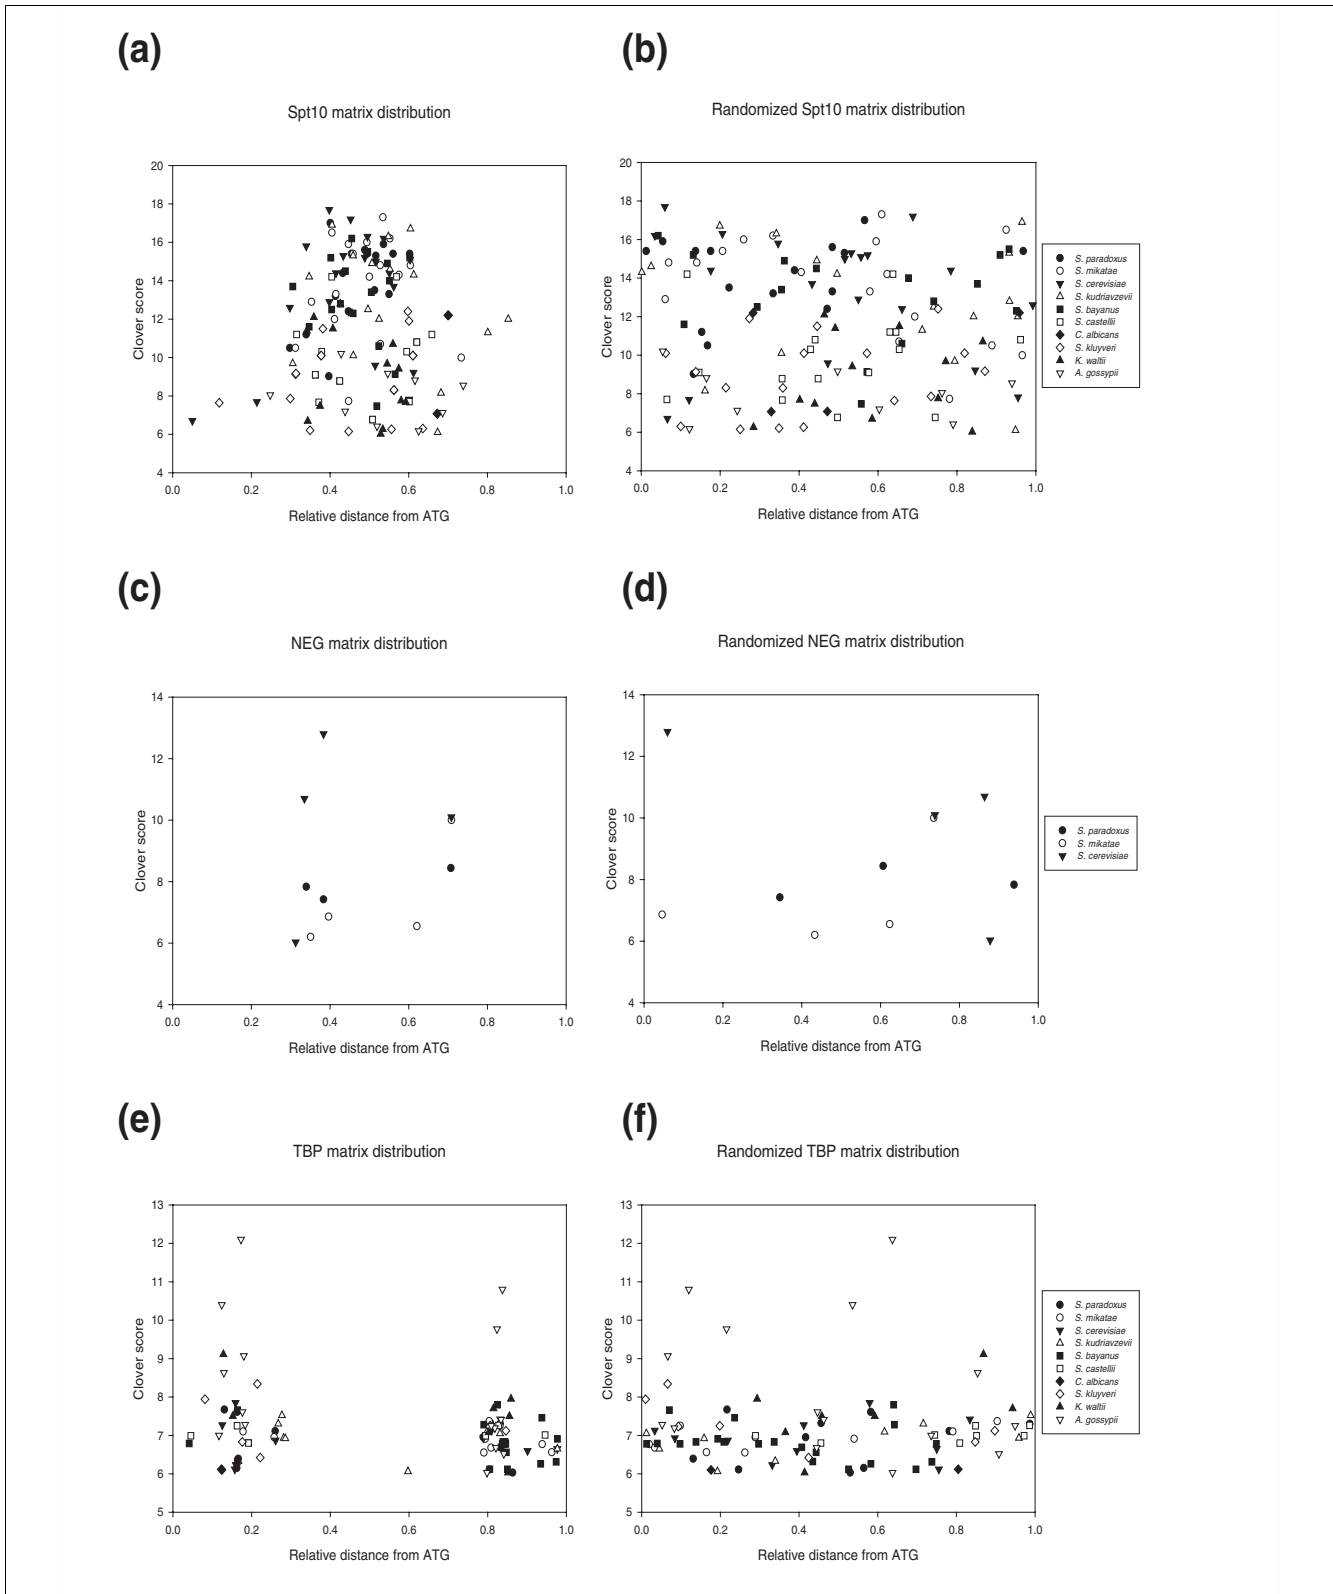 (a)
(b)
Spt10 matrix distribution
Randomized Spt10 matrix distribution
20
18
16
14
12
10
8
6
4
Clover score
0.0 0.2 0.4 0.6 0.8 1.0
Relative distance from ATG
20
18
16
14
12
10
8
6
4
Clover score
0.0 0.2 0.4 0.6 0.8 1.0
Relative distance from ATG
S. paradoxus
S. mikatae
S. cerevisiae
S. kudriavzevii
S. bayanus
S. castellii
C. albicans
S. kluyveri
K. waltii
A. gossypii
(c)
(d)
NEG matrix distribution
Randomized NEG matrix distribution
14
12
10
8
6
4
Clover score
0.0 0.2 0.4 0.6 0.8 1.0
Relative distance from ATG
14
12
10
8
6
4
Clover score
0.0 0.2 0.4 0.6 0.8 1.0
Relative distance from ATG
S. paradoxus
S. mikatae
S. cerevisiae
(e)
(f)
TBP matrix distribution
Randomized TBP matrix distribution
13
12
11
10
9
8
7
6
5
Clover score
0.0 0.2 0.4 0.6 0.8 1.0
Relative distance from ATG
13
12
11
10
9
8
7
6
5
Clover score
0.0 0.2 0.4 0.6 0.8 1.0
Relative distance from ATG
S. paradoxus
S. mikatae
S. cerevisiae
S. kudriavzevii
S. bayanus
S. castellii
C. albicans
S. kluyveri
K. waltii
A. gossypii